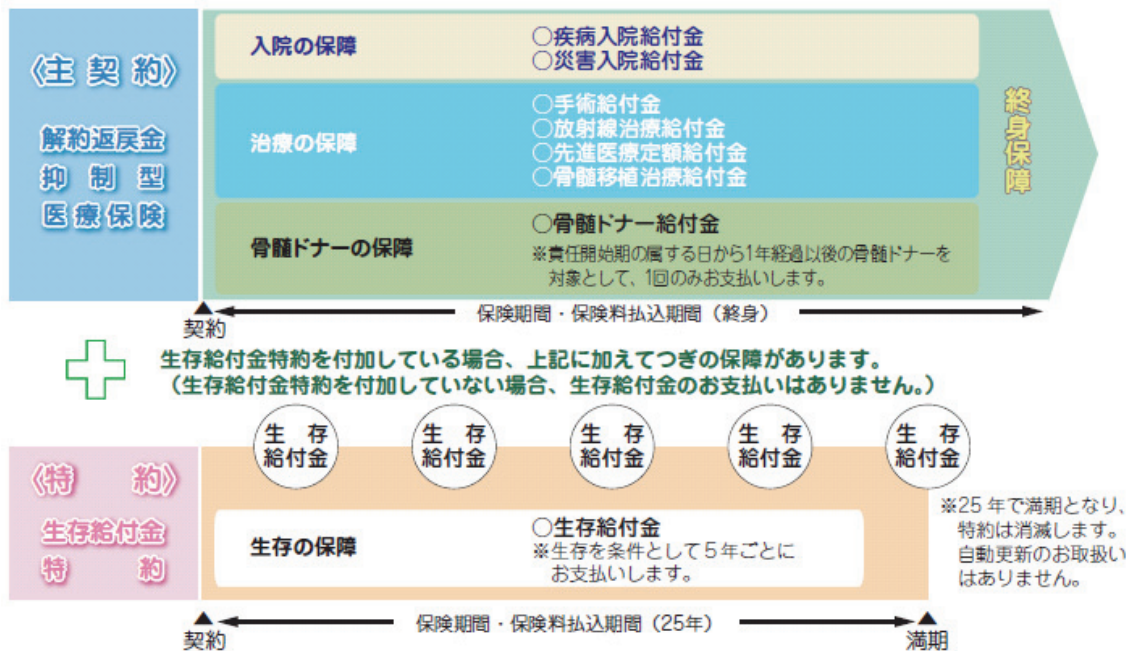 〈主契約〉
解約返戻金
抑制型
医療保険
入院の保障
○疾病入院給付金
○災害入院給付金
治療の保障
○手術給付金
○放射線治療給付金
○先進医療定額給付金
○骨髄移植治療給付金
骨髄ドナーの保障
○骨髄ドナー給付金
※責任開始期の属する日から1年経過以後の骨髄ドナーを
対象として、1回のみお支払いします。
終身保障
▲
契約
保険期間・保険料払込期間（終身）
生存給付金特約を付加している場合、上記に加えてつぎの保障があります。
（生存給付金特約を付加していない場合、生存給付金のお支払いはありません。）
生存
給付金
生存
給付金
生存
給付金
生存
給付金
生存
給付金
〈特約〉
生存給付金
特約
生存の保障
○生存給付金
※生存を条件として５年ごとに
お支払いします。
※25年で満期となり、
特約は消滅します。
自動更新のお取扱い
はありません。
▲
契約
保険期間・保険料払込期間（25年）
▲
満期